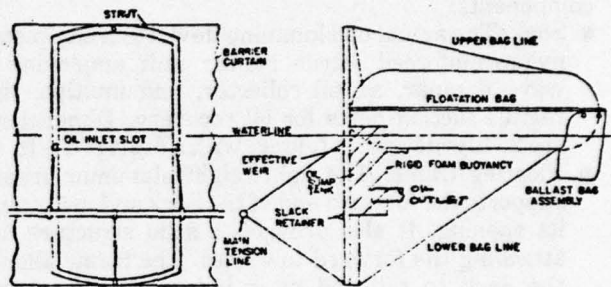 STRUT
BARRIER
CURTAIN
UPPER BAG LINE
FLOATATION BAG
WATERLINE
OIL INLET SLOT
EFFECTIVE
WEIR
OIL
SUMP
TANK
RIGID FOAM BUOYANCY
OIL
OUTLET
SLACK
RETAINER
BALLAST BAG
ASSEMBLY
MAIN
TENSION
LINE
LOWER BAG LINE